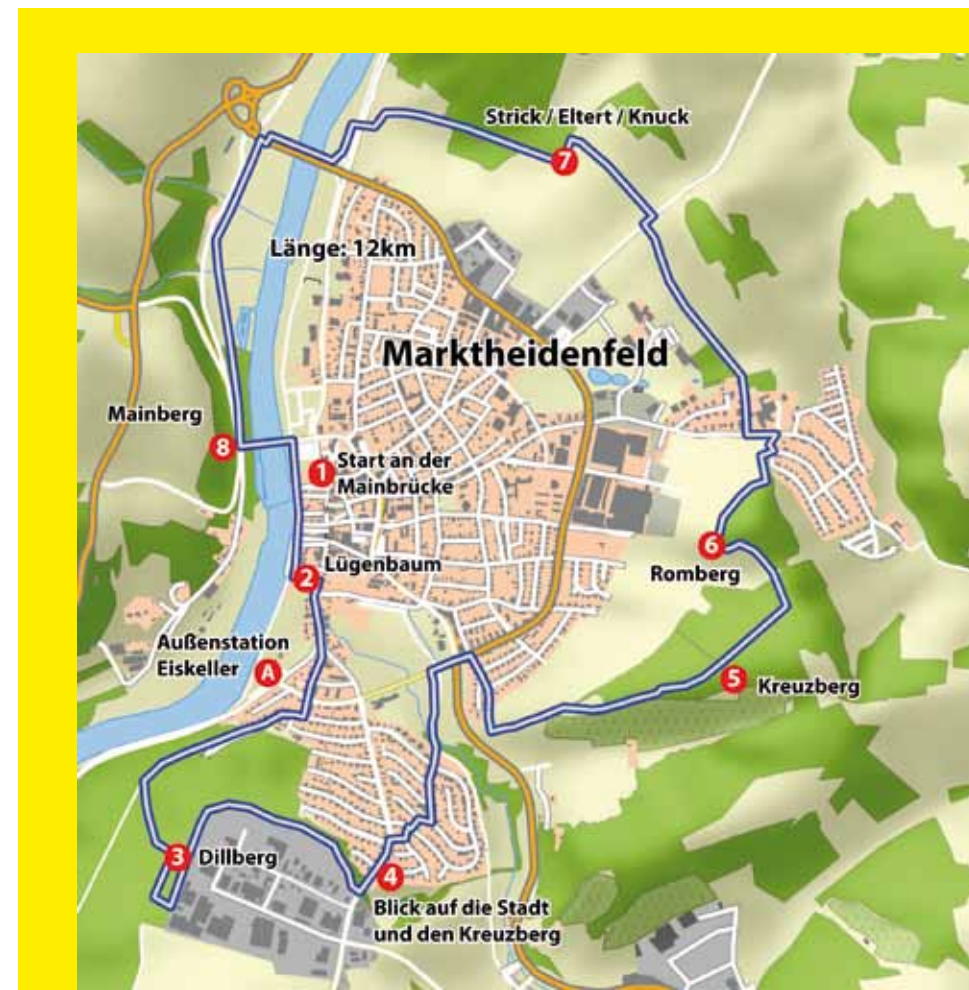 Strick / Eltert / Knuck
7
Länge: 12km
Marktheidenfeld
Mainberg
8
1
Start an der
Mainbrücke
2
Lügenbaum
6
Romberg
Außenstation
Eiskeller
A
5
Kreuzberg
3
Dillberg
4
Blick auf die Stadt
und den Kreuzberg